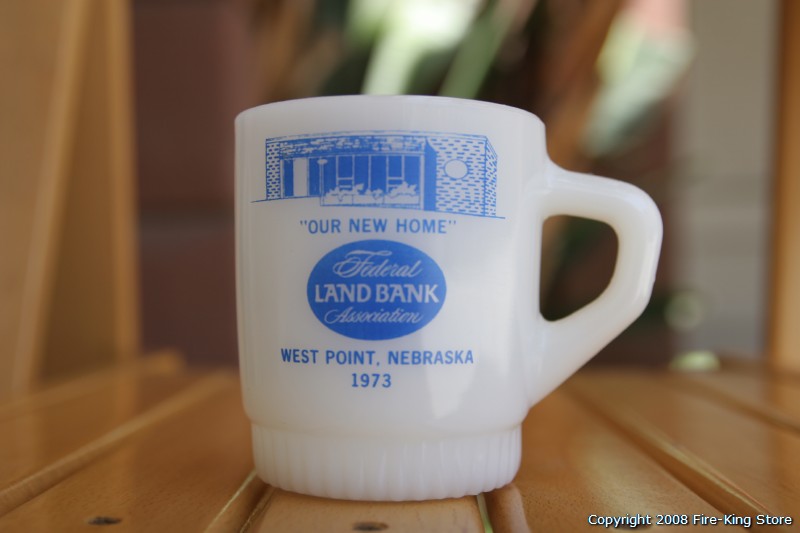 "OUR NEW HOME"
Federal
LAND BANK
Association
WEST POINT, NEBRASKA
1973
Copyright 2008 Fire-King Store